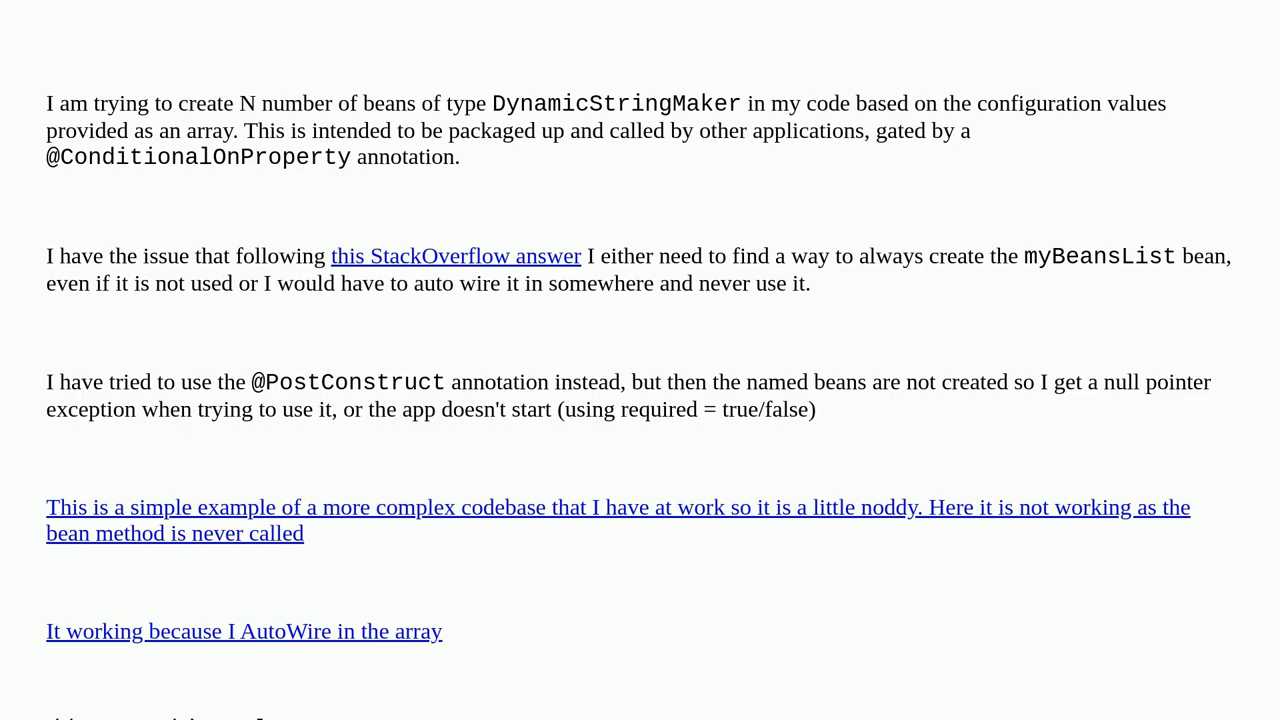 I am trying to create N number of beans of type DynamicStringMaker in my code based on the configuration values
provided as an array. This is intended to be packaged up and called by other applications, gated by a
@ConditionalOnProperty annotation.
I have the issue that following this StackOverflow answer I either need to find a way to always create the myBeansList bean,
even if it is not used or I would have to auto wire it in somewhere and never use it.
I have tried to use the @PostConstruct annotation instead, but then the named beans are not created so I get a null pointer
exception when trying to use it, or the app doesn't start (using required = true/false)
This is a simple example of a more complex codebase that I have at work so it is a little noddy. Here it is not working as the
bean method is never called
It working because I AutoWire in the array